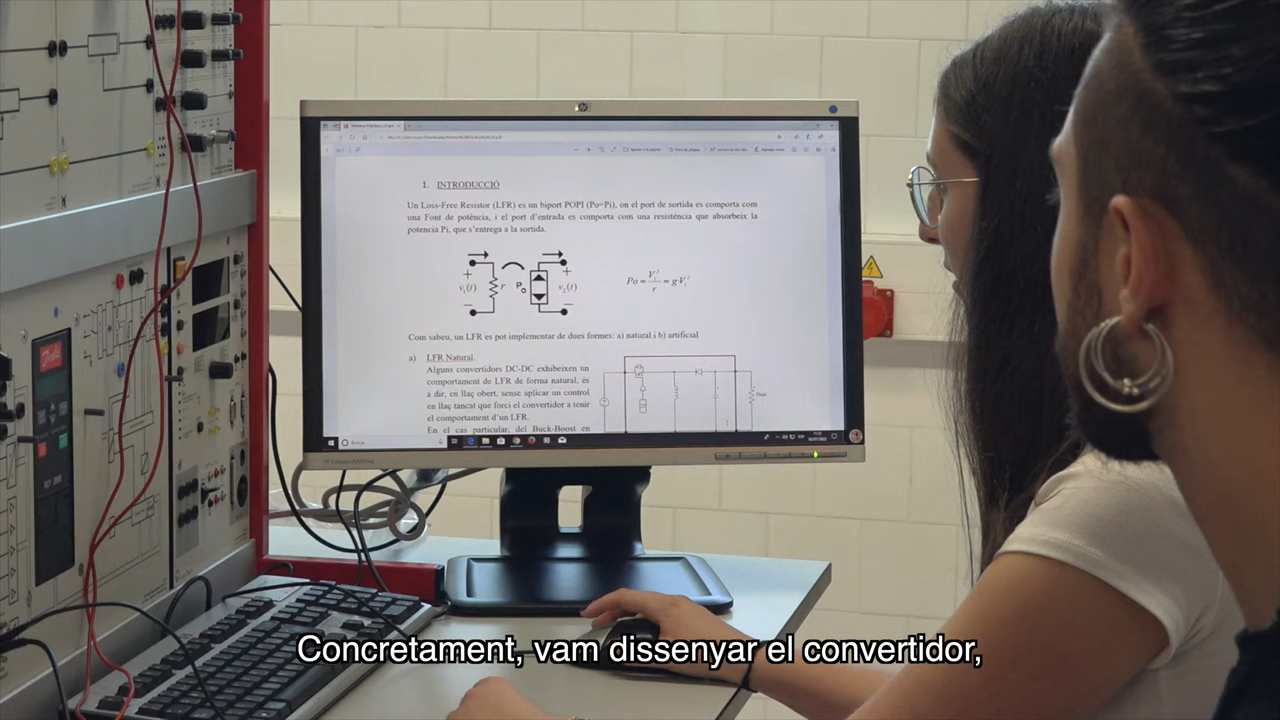 1. INTRODUCCIÓ
Un Loss-Free Resistor (LFR) es un biport POPI (Po=Pi), on el port de sortida es comporta com
una Font de potència, i el port d'entrada es comporta com una resistència que absorbeix la
potencia Pi, que s'entrega a la sortida.
Com sabeu, un LFR es pot implementar de dues formes: a) natural i b) artificial
a) LFR Natural.
Alguns convertidors DC-DC exhibeixen un
comportament de LFR de forma natural, és
a dir, en llaç obert, sense aplicar un control
en llaç tancat que forci el convertidor a tenir
el comportament d'un LFR.
En el cas particular, del Buck-Boost en
hp
Danfoss
Concretament, vam dissenyar el convertidor,